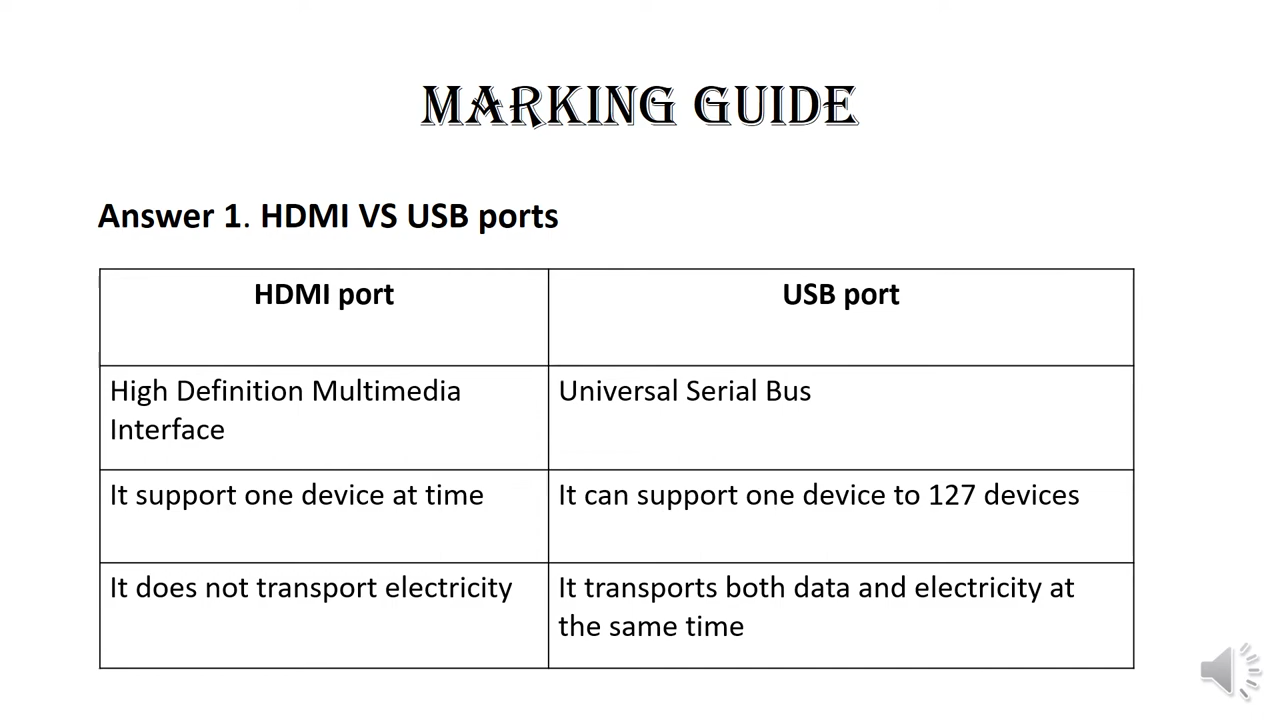 MARKING GUIDE
Answer 1. HDMI VS USB ports
HDMI port
USB port
High Definition Multimedia
Interface
Universal Serial Bus
It support one device at time
It can support one device to 127 devices
It does not transport electricity
It transports both data and electricity at
the same time